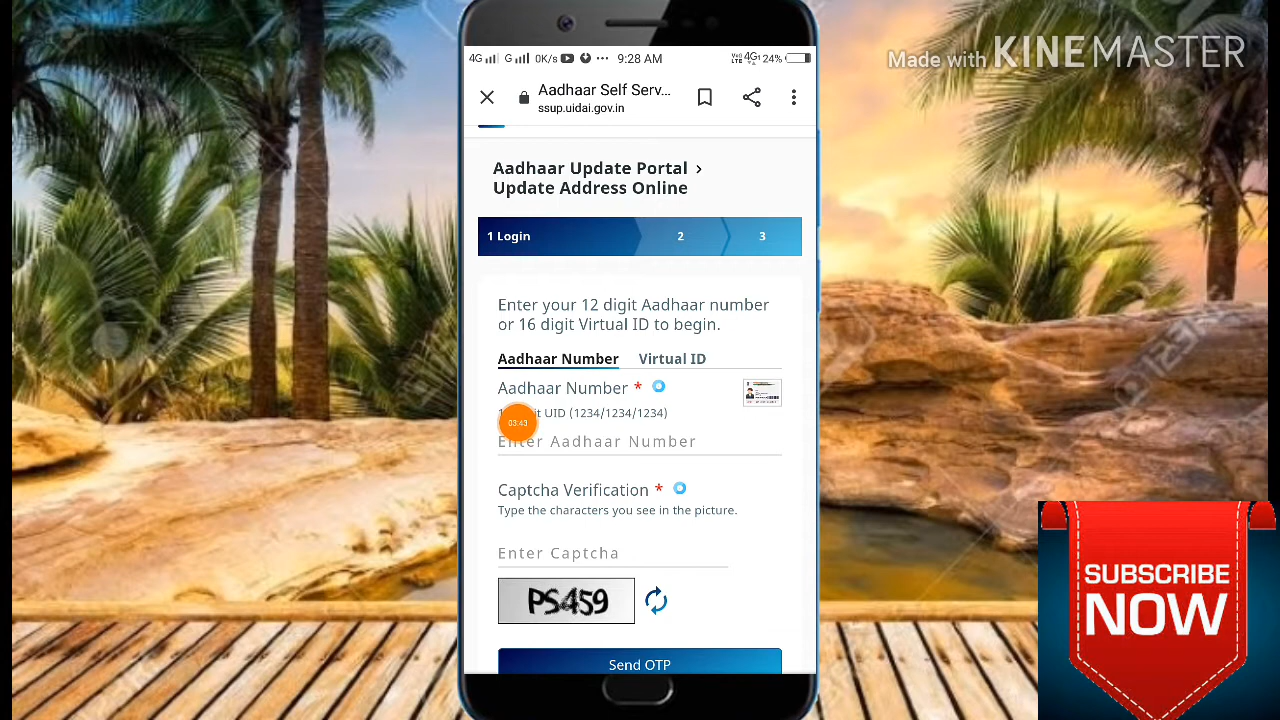 Made with KINEMASTER
4G G 0K/s 9:28 AM 4G+ 24%
Aadhaar Self Serv...
ssup.uidai.gov.in
Aadhaar Update Portal ›
Update Address Online
1 Login 2 3
Enter your 12 digit Aadhaar number
or 16 digit Virtual ID to begin.
Aadhaar Number Virtual ID
Aadhaar Number *
UID (1234/1234/1234)
03:43
Enter Aadhaar Number
Captcha Verification *
Type the characters you see in the picture.
Enter Captcha
PS459
Send OTP
SUBSCRIBE
NOW